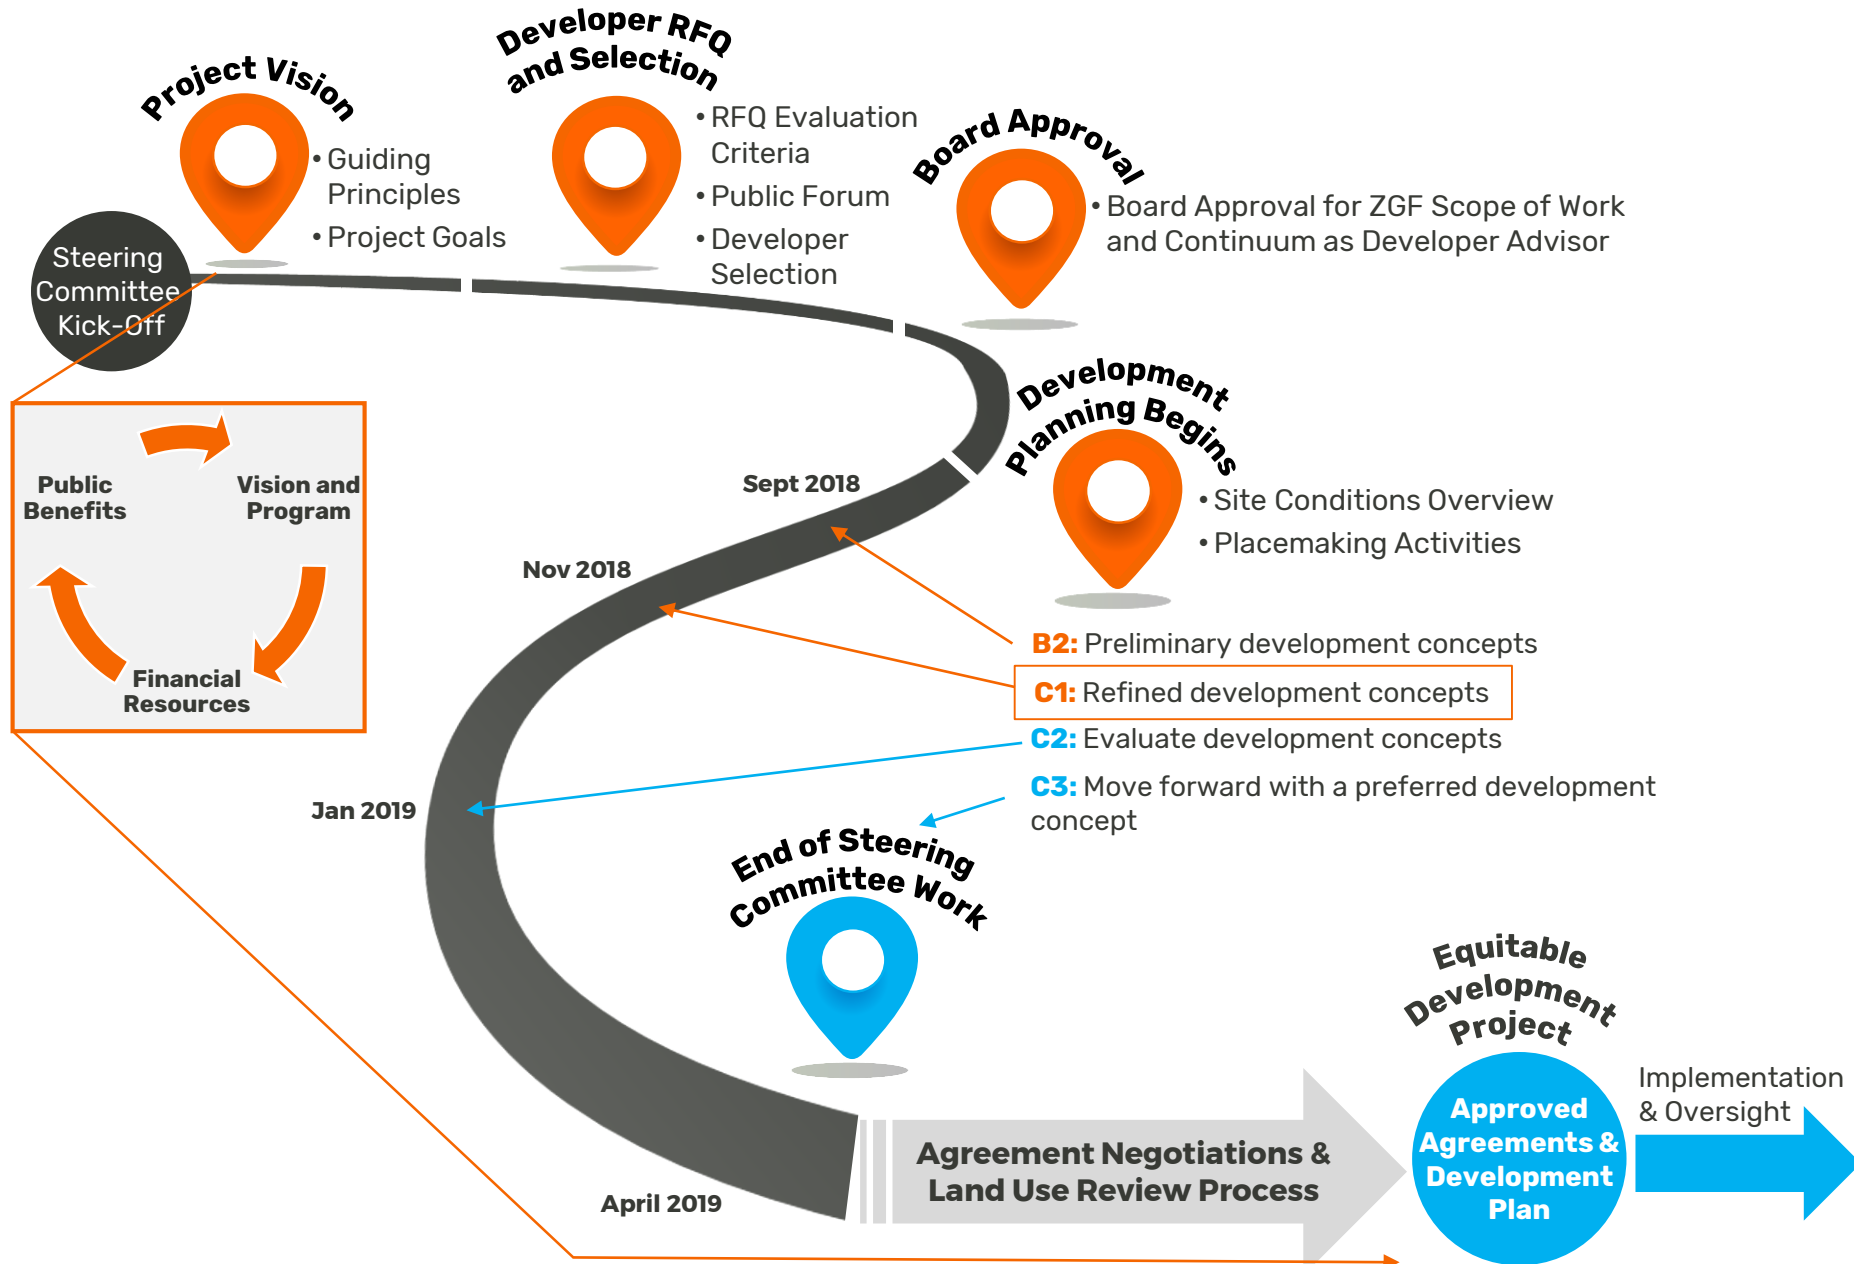 Project Vision
• Guiding
Principles
• Project Goals
Developer RFQ
and Selection
• RFQ Evaluation
Criteria
• Public Forum
• Developer
Selection
Board Approval
• Board Approval for ZGF Scope of Work
and Continuum as Developer Advisor
Steering
Committee
Kick-Off
Public
Benefits
Vision and
Program
Financial
Resources
Development
Planning Begins
• Site Conditions Overview
• Placemaking Activities
Sept 2018
Nov 2018
Jan 2019
April 2019
B2: Preliminary development concepts
C1: Refined development concepts
C2: Evaluate development concepts
C3: Move forward with a preferred development
concept
End of Steering
Committee Work
Agreement Negotiations &
Land Use Review Process
Equitable
Development
Project
Approved
Agreements &
Development
Plan
Implementation
& Oversight